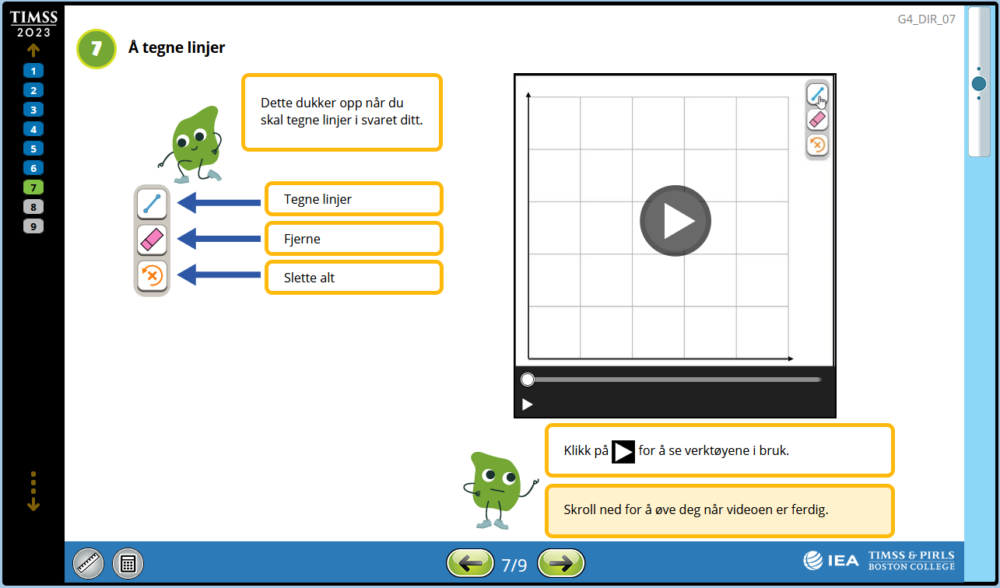 TIMSS
2023
1
2
3
4
5
6
7
8
9
G4_DIR_07
7
Å tegne linjer
Dette dukker opp når du
skal tegne linjer i svaret ditt.
Tegne linjer
Fjerne
Slette alt
Klikk på for å se verktøyene i bruk.
Skroll ned for å øve deg når videoen er ferdig.
7/9
IEA
TIMSS & PIRLS
BOSTON COLLEGE